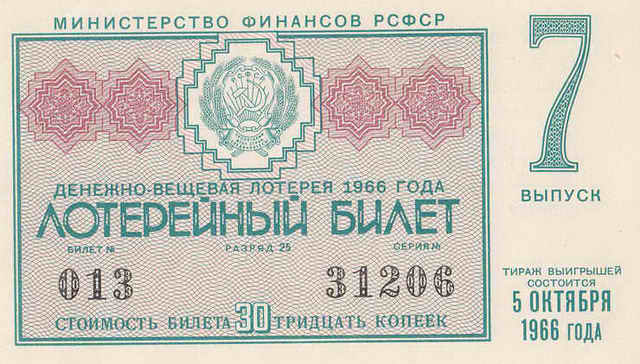 МИНИСТЕРСТВО ФИНАНСОВ РСФСР
ДЕНЕЖНО-ВЕЩЕВАЯ ЛОТЕРЕЯ 1966 ГОДА
ЛОТЕРЕЙНЫЙ БИЛЕТ
БИЛЕТ № РАЗРЯД 25 СЕРИЯ №
013 31206
СТОИМОСТЬ БИЛЕТА 30 ТРИДЦАТЬ КОПЕЕК
7
ВЫПУСК
ТИРАЖ ВЫИГРЫШЕЙ
СОСТОИТСЯ
5 ОКТЯБРЯ
1966 ГОДА